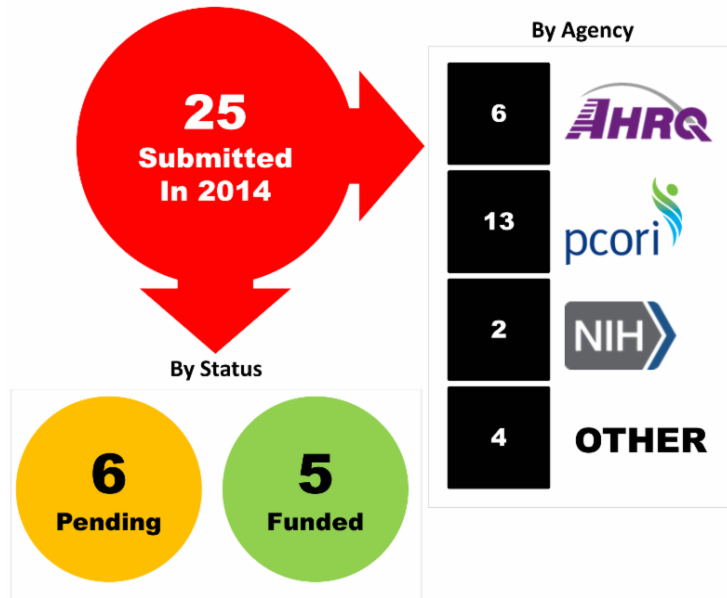 By Agency
25
Submitted
In 2014
6
AHRQ
13
pcori
2
NIH
4
OTHER
By Status
6
Pending
5
Funded